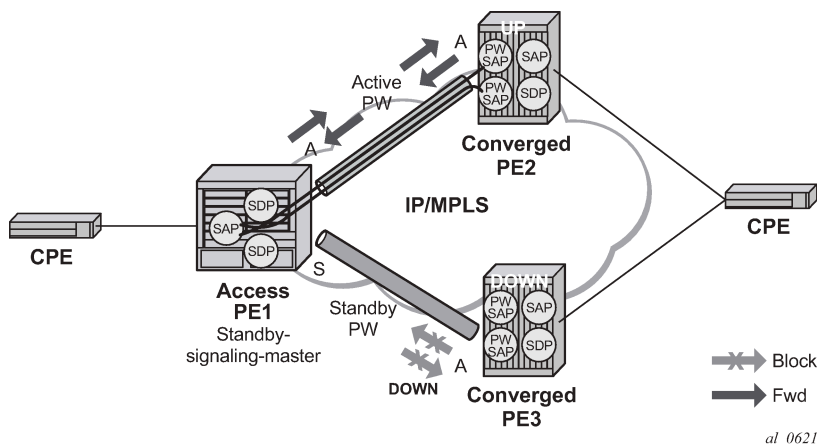 UP
A
PW
SAP
SAP
PW
SAP
SDP
Active
PW
A
Converged
PE2
SDP
SAP
SDP
IP/MPLS
CPE
CPE
S
Access
PE1
Standby-
signaling-master
Standby
PW
DOWN
PW
SAP
SAP
PW
SAP
SDP
A
DOWN
Converged
PE3
Block
Fwd
al_0621